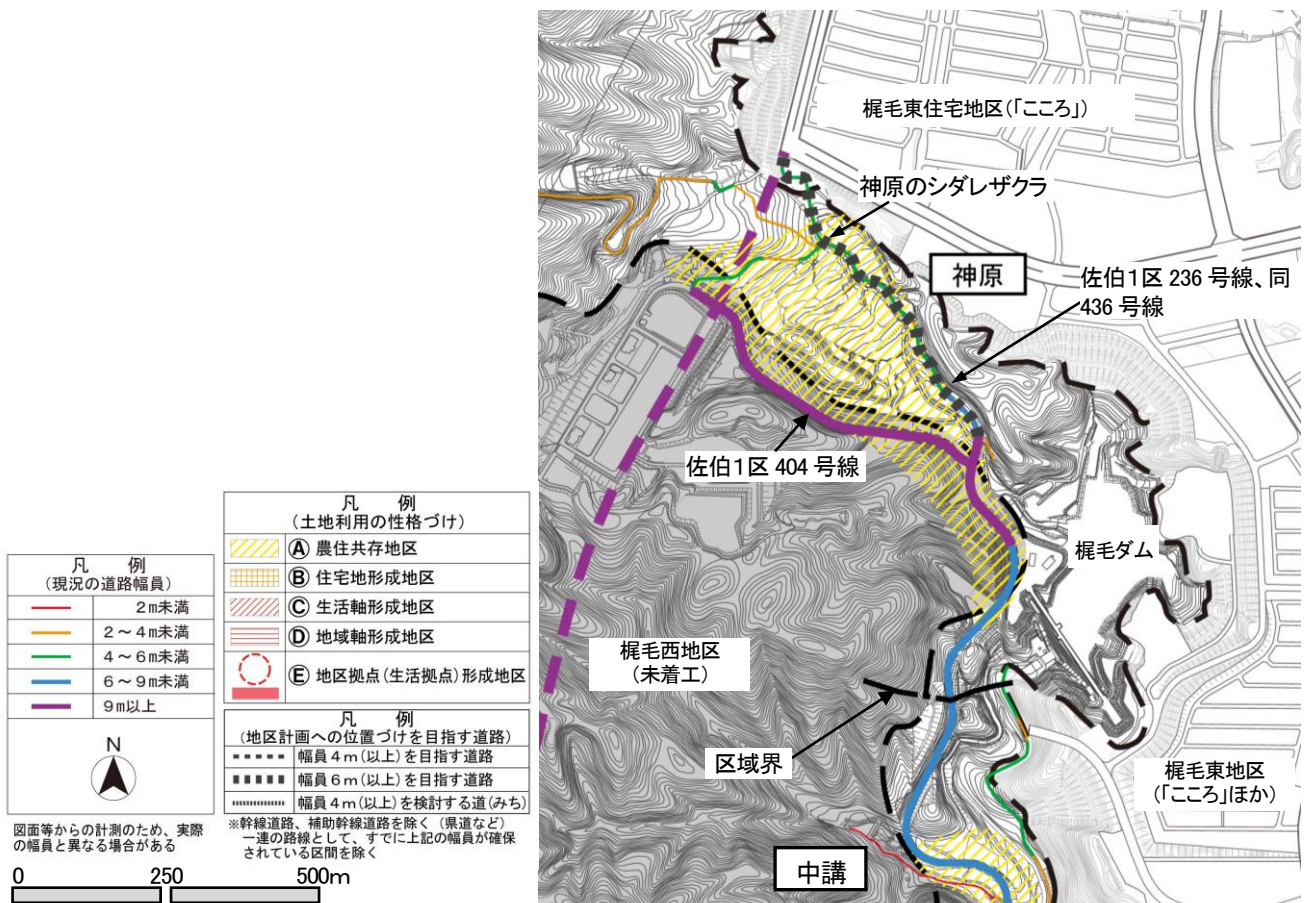 梶毛東住宅地区(「こころ」)
神原のシダレザクラ
神原
佐伯1区 236 号線、同
436 号線
佐伯1区 404 号線
梶毛ダム
梶毛西地区
(未着工)
区域界
梶毛東地区
(「こころ」ほか)
中講
凡 例
(現況の道路幅員)
2m未満
2~4m未満
4~6m未満
6~9m未満
9m以上
N
図面等からの計測のため、実際
の幅員と異なる場合がある
0 250 500m
凡 例
(土地利用の性格づけ)
Ⓐ 農住共存地区
Ⓑ 住宅地形成地区
Ⓒ 生活軸形成地区
Ⓓ 地域軸形成地区
Ⓔ 地区拠点(生活拠点)形成地区
凡 例
(地区計画への位置づけを目指す道路)
幅員4m(以上)を目指す道路
幅員6m(以上)を目指す道路
幅員4m(以上)を検討する道(みち)
※幹線道路、補助幹線道路を除く(県道など)
一連の路線として、すでに上記の幅員が確保
されている区間を除く